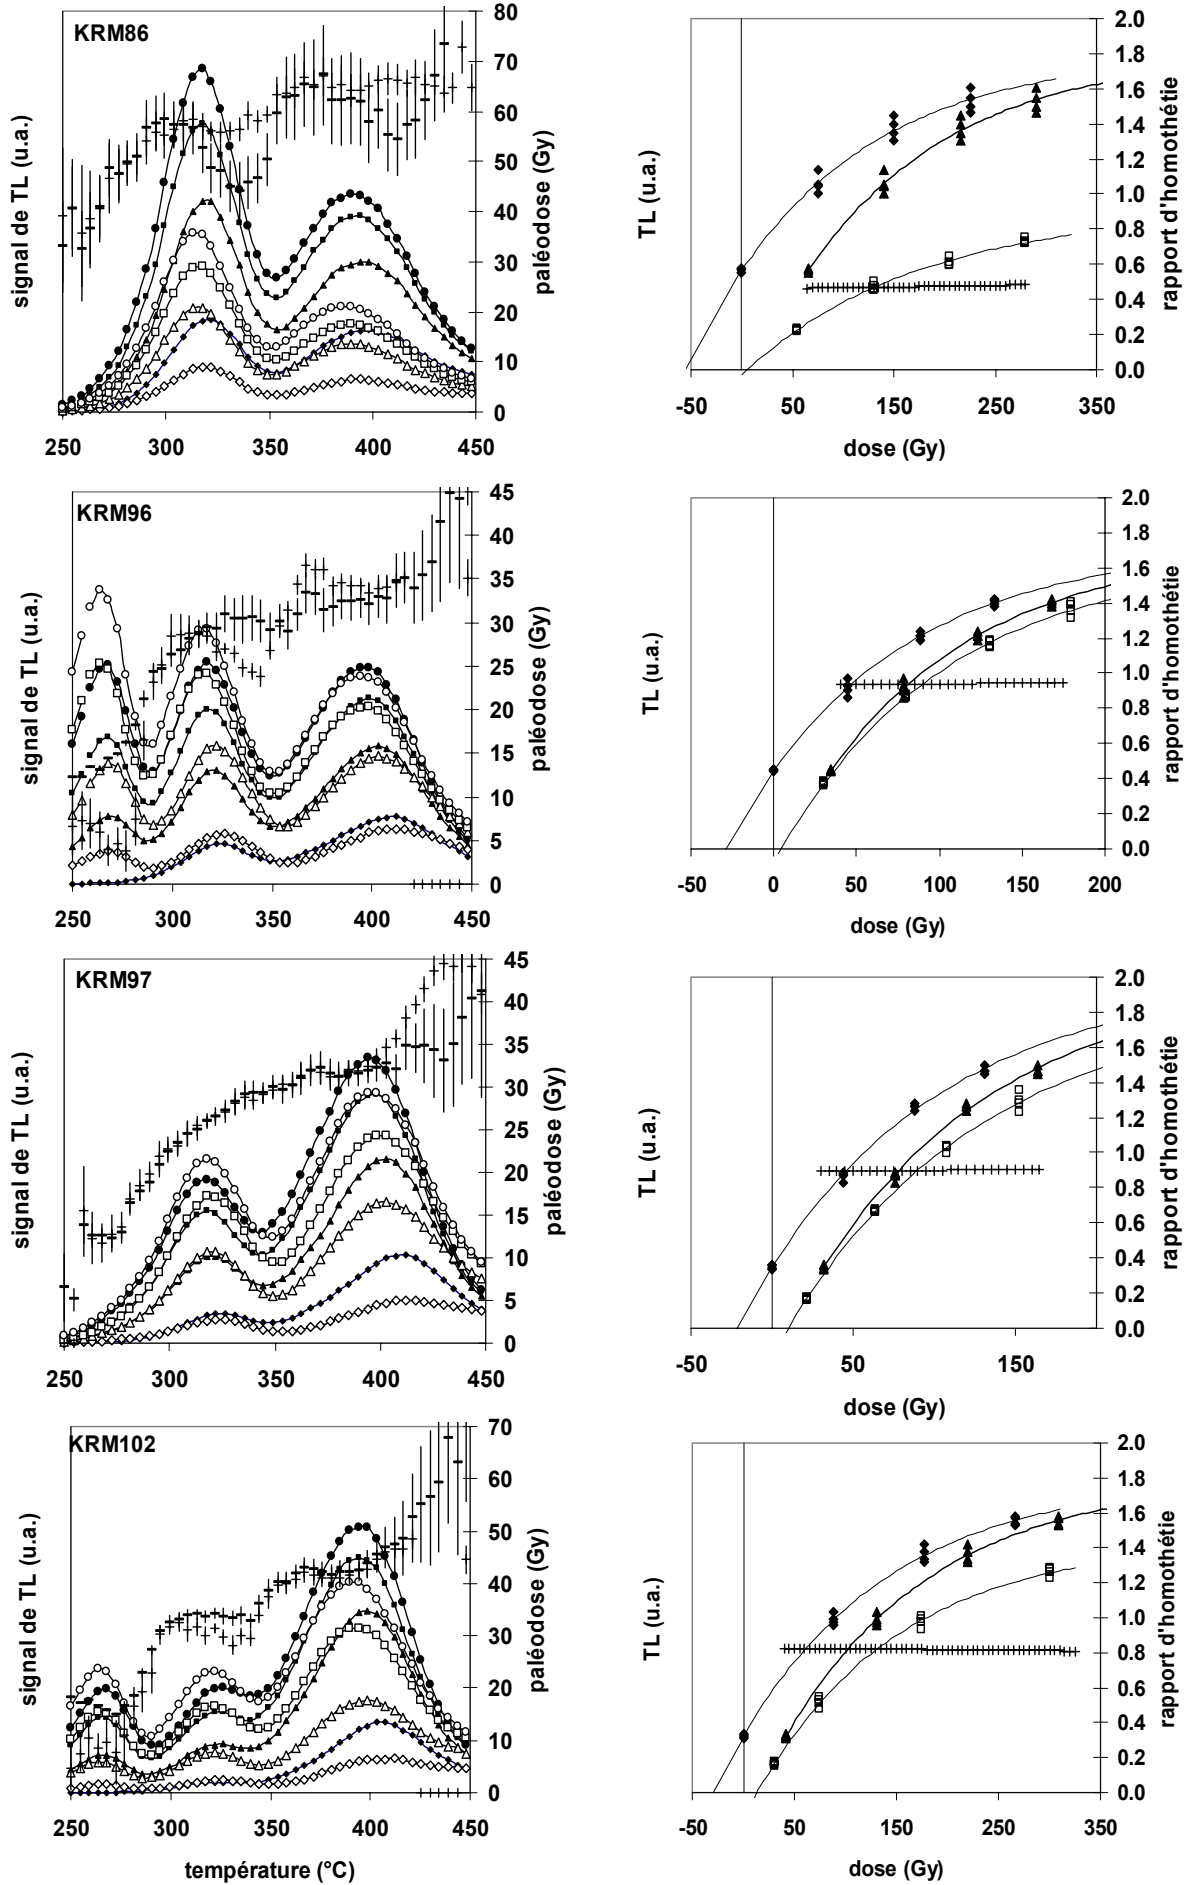 KRM86
signal de TL (u.a.)
80
70
60
50
40
30
20
10
0
paléodose (Gy)
250 300 350 400 450
TL (u.a.)
2.0
1.8
1.6
1.4
1.2
1.0
0.8
0.6
0.4
0.2
0.0
rapport d'homothétie
-50 50 150 250 350
dose (Gy)
KRM96
signal de TL (u.a.)
45
40
35
30
25
20
15
10
5
0
paléodose (Gy)
250 300 350 400 450
TL (u.a.)
2.0
1.8
1.6
1.4
1.2
1.0
0.8
0.6
0.4
0.2
0.0
rapport d'homothétie
-50 0 50 100 150 200
dose (Gy)
KRM97
signal de TL (u.a.)
45
40
35
30
25
20
15
10
5
0
paléodose (Gy)
250 300 350 400 450
TL (u.a.)
2.0
1.8
1.6
1.4
1.2
1.0
0.8
0.6
0.4
0.2
0.0
rapport d'homothétie
-50 50 150
dose (Gy)
KRM102
signal de TL (u.a.)
70
60
50
40
30
20
10
0
paléodose (Gy)
250 300 350 400 450
température (°C)
TL (u.a.)
2.0
1.8
1.6
1.4
1.2
1.0
0.8
0.6
0.4
0.2
0.0
rapport d'homothétie
-50 50 150 250 350
dose (Gy)